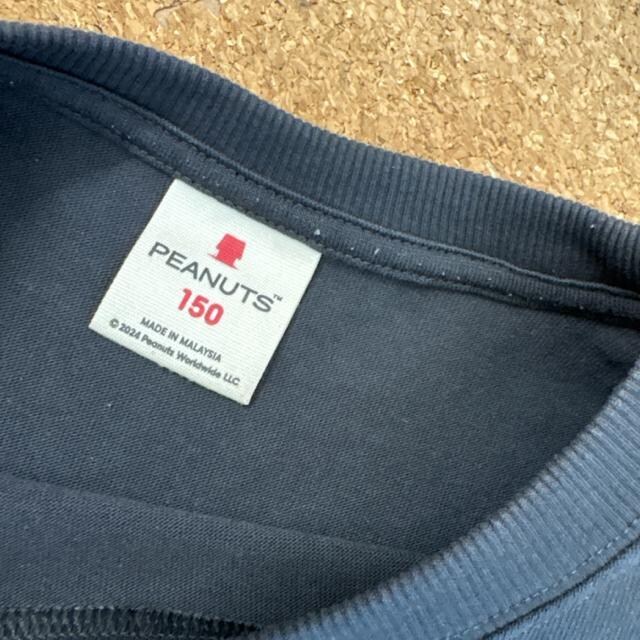 PEANUTS™
150
MADE IN MALAYSIA
© 2024 Peanuts Worldwide LLC